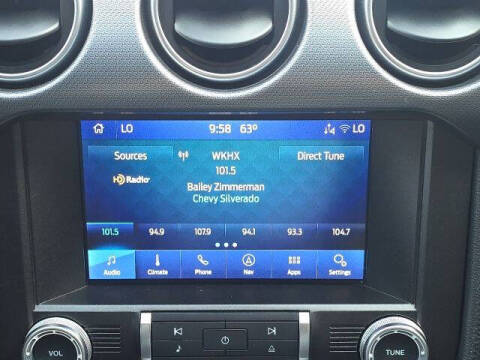 LO 9:58 63° LO
Sources WKHX Direct Tune
101.5
HD Radio
Bailey Zimmerman
Chevy Silverado
101.5 94.9 107.9 94.1 93.3 104.7
Audio Climate Phone Nav Apps Settings
VOL TUNE